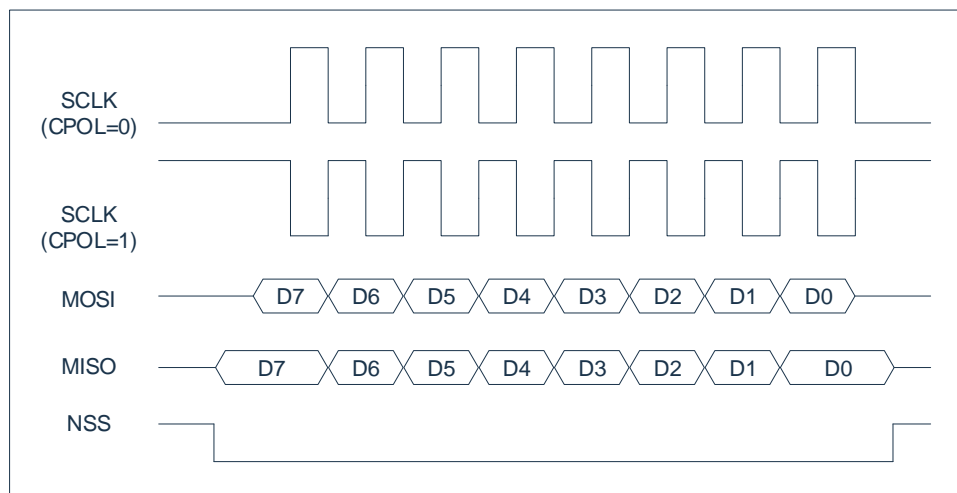 SCLK
(CPOL=0)
SCLK
(CPOL=1)
MOSI D7 D6 D5 D4 D3 D2 D1 D0
MISO D7 D6 D5 D4 D3 D2 D1 D0
NSS